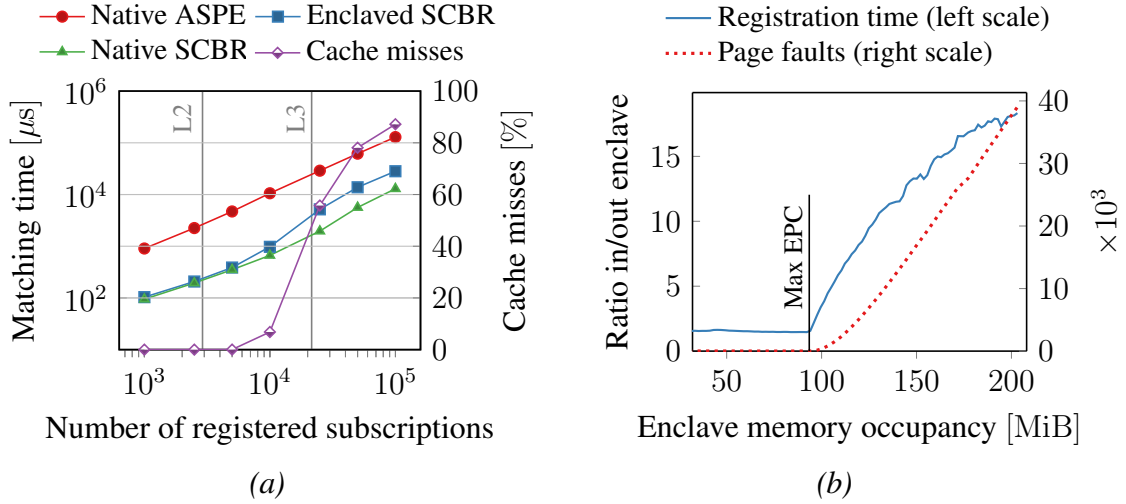 Native ASPE Enclaved SCBR
Native SCBR Cache misses
Matching time [μs]
10^6
10^4
10^2
L2
L3
100
80
60
40
20
0
Cache misses [%]
10^3 10^4 10^5
Number of registered subscriptions
(a)
Registration time (left scale)
Page faults (right scale)
Ratio in/out enclave
15
10
5
0
Max EPC
40
30
20
10
0
×10^3
50 100 150 200
Enclave memory occupancy [MiB]
(b)